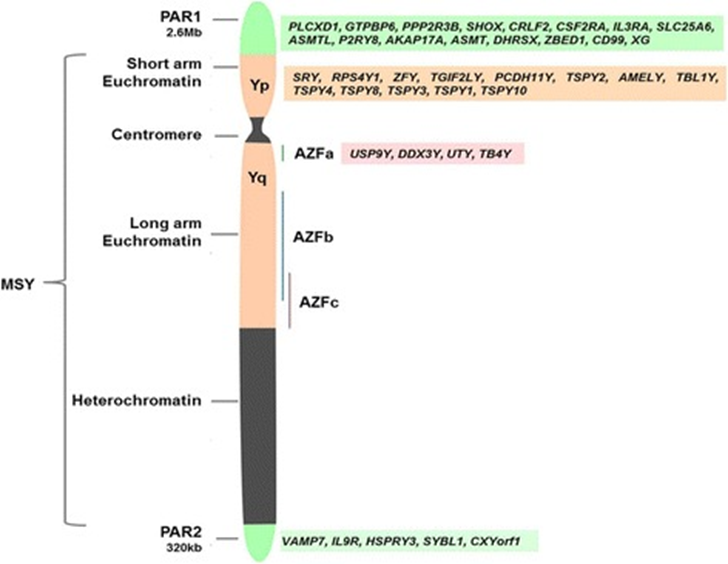 PAR1
2.6Mb
PLCXD1, GTPBP6, PPP2R3B, SHOX, CRLF2, CSF2RA, IL3RA, SLC25A6,
ASMTL, P2RY8, AKAP17A, ASMT, DHRSX, ZBED1, CD99, XG
Short arm
Euchromatin
Yp
SRY, RPS4Y1, ZFY, TGIF2LY, PCDH11Y, TSPY2, AMELY, TBL1Y,
TSPY4, TSPY8, TSPY3, TSPY1, TSPY10
Centromere
AZFa
USP9Y, DDX3Y, UTY, TB4Y
Yq
Long arm
Euchromatin
AZFb
MSY
AZFc
Heterochromatin
PAR2
320kb
VAMP7, IL9R, HSPRY3, SYBL1, CXYorf1